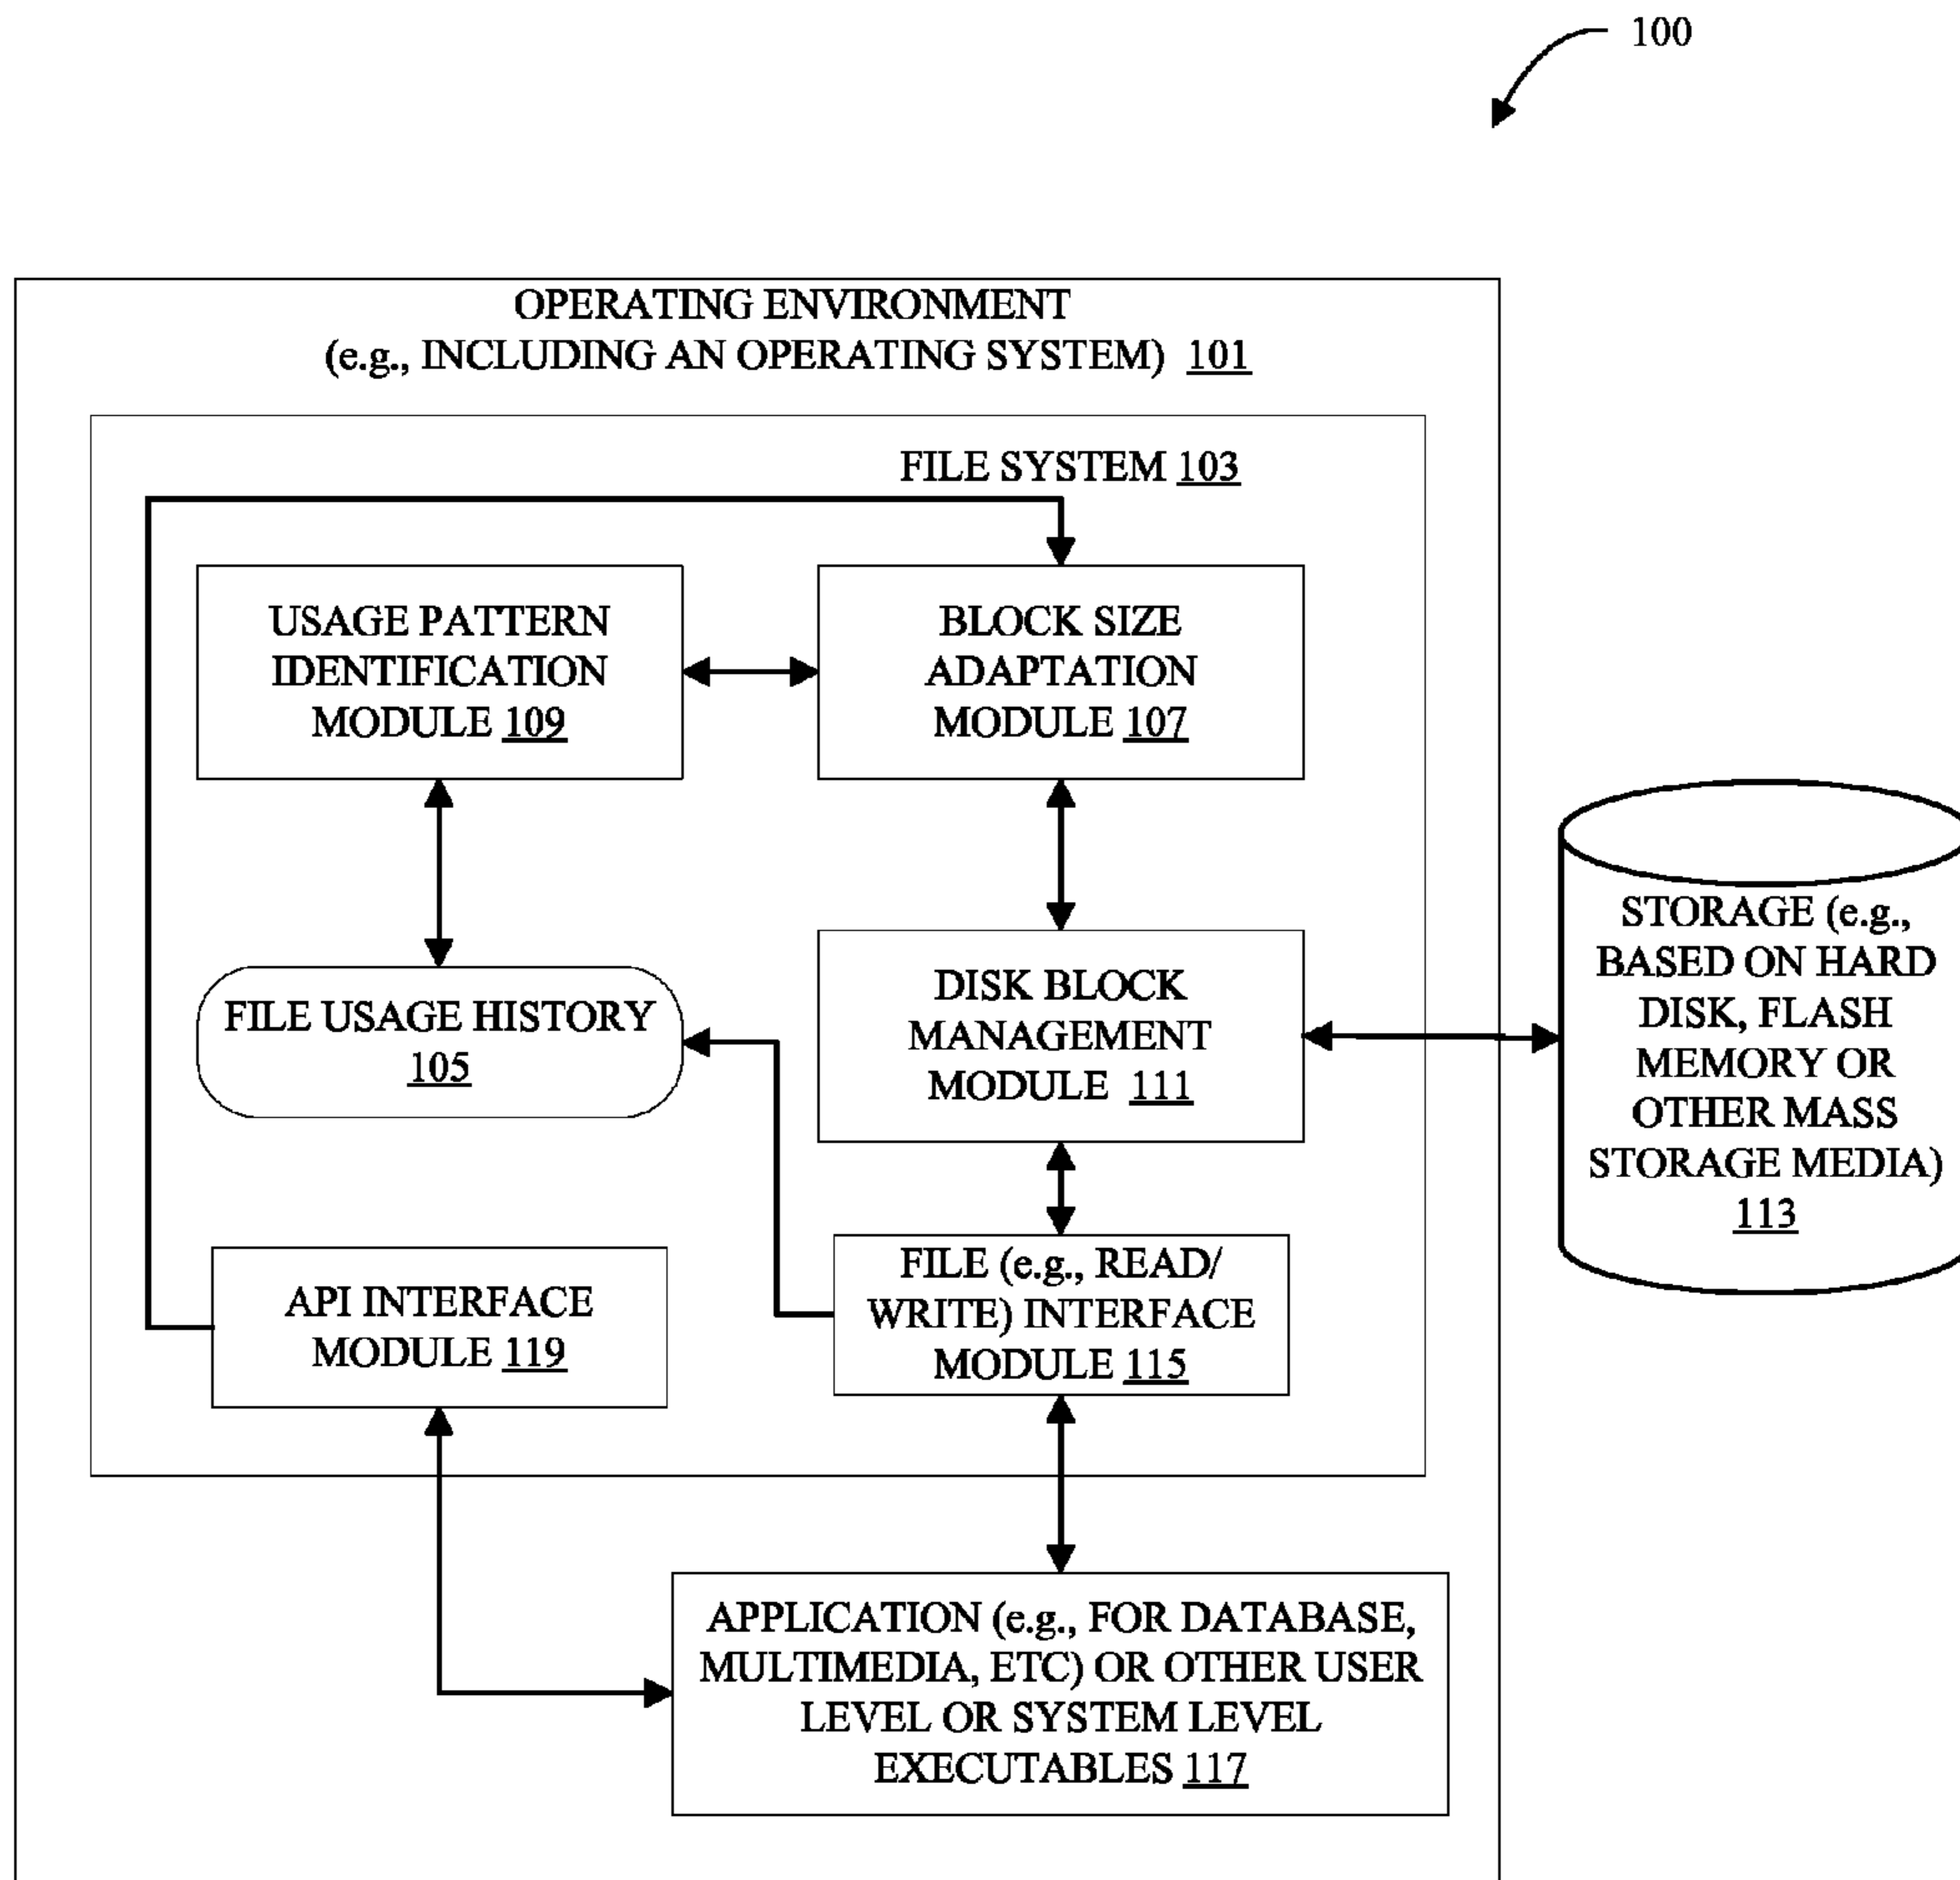 100
OPERATING ENVIRONMENT
(e.g., INCLUDING AN OPERATING SYSTEM) 101
FILE SYSTEM 103
USAGE PATTERN
IDENTIFICATION
MODULE 109
BLOCK SIZE
ADAPTATION
MODULE 107
FILE USAGE HISTORY
105
DISK BLOCK
MANAGEMENT
MODULE 111
STORAGE (e.g.,
BASED ON HARD
DISK, FLASH
MEMORY OR
OTHER MASS
STORAGE MEDIA)
113
API INTERFACE
MODULE 119
FILE (e.g., READ/
WRITE) INTERFACE
MODULE 115
APPLICATION (e.g., FOR DATABASE,
MULTIMEDIA, ETC) OR OTHER USER
LEVEL OR SYSTEM LEVEL
EXECUTABLES 117